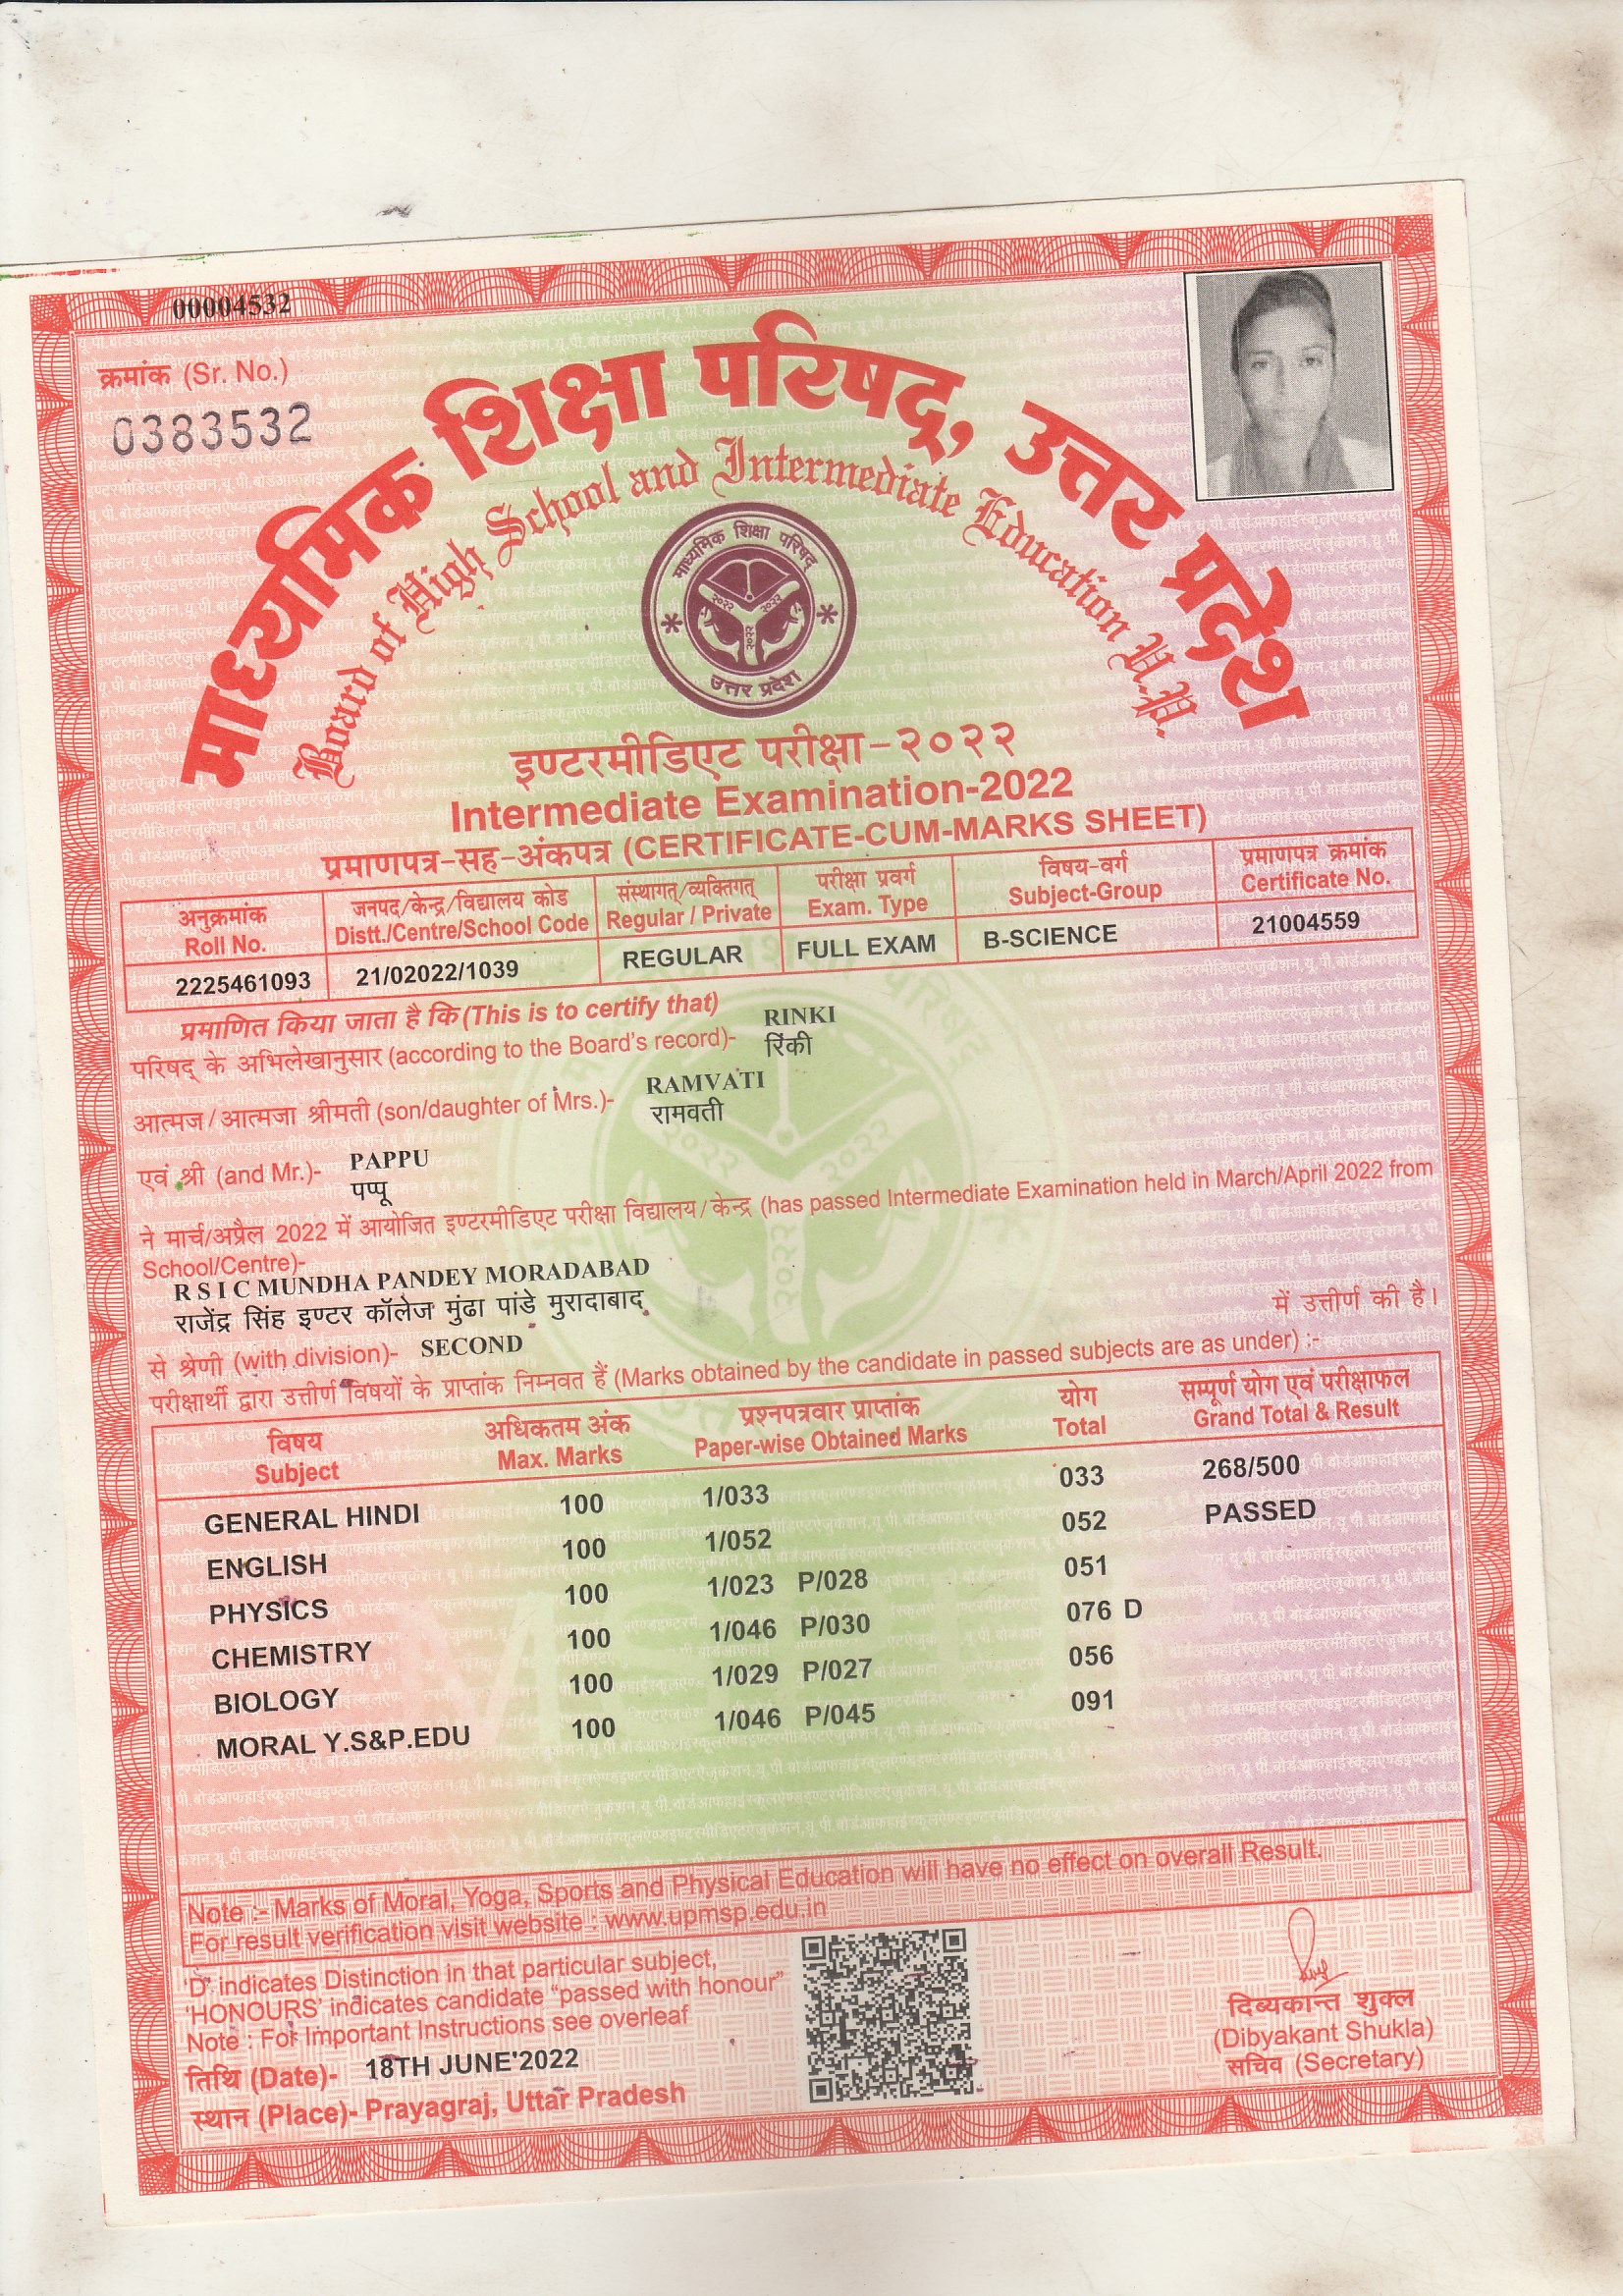 00004532
क्रमांक (Sr. No.)
0383532
माध्यमिक शिक्षा परिषद्, उत्तर प्रदेश
Board of High School and Intermediate Education U.P.
माध्यमिक शिक्षा परिषद्
२०२२ २०२२
२०२२
उत्तर प्रदेश
इण्टरमीडिएट परीक्षा-२०२२
Intermediate Examination-2022
प्रमाणपत्र-सह-अंकपत्र (CERTIFICATE-CUM-MARKS SHEET)
अनुक्रमांक जनपद/केन्द्र/विद्यालय कोड संस्थागत्/व्यक्तिगत् परीक्षा प्रवर्ग विषय-वर्ग प्रमाणपत्र क्रमांक
Roll No. Distt./Centre/School Code Regular / Private Exam. Type Subject-Group Certificate No.
2225461093 21/02022/1039 REGULAR FULL EXAM B-SCIENCE 21004559
प्रमाणित किया जाता है कि (This is to certify that) RINKI
परिषद् के अभिलेखानुसार (according to the Board's record)- रिंकी
RAMVATI
आत्मज/आत्मजा श्रीमती (son/daughter of Mrs.)- रामवती
एवं श्री (and Mr.)- PAPPU
पप्पू
ने मार्च/अप्रैल 2022 में आयोजित इण्टरमीडिएट परीक्षा विद्यालय/केन्द्र (has passed Intermediate Examination held in March/April 2022 from
School/Centre)-
R S I C MUNDHA PANDEY MORADABAD
राजेंद्र सिंह इण्टर कॉलेज मुंढा पांडे मुरादाबाद में उत्तीर्ण की है।
से श्रेणी (with division)- SECOND
परीक्षार्थी द्वारा उत्तीर्ण विषयों के प्राप्तांक निम्नवत हैं (Marks obtained by the candidate in passed subjects are as under) :-
विषय अधिकतम अंक प्रश्नपत्रवार प्राप्तांक योग सम्पूर्ण योग एवं परीक्षाफल
Subject Max. Marks Paper-wise Obtained Marks Total Grand Total & Result
GENERAL HINDI 100 1/033 033 268/500
ENGLISH 100 1/052 052 PASSED
PHYSICS 100 1/023 P/028 051
CHEMISTRY 100 1/046 P/030 076 D
BIOLOGY 100 1/029 P/027 056
MORAL Y.S&P.EDU 100 1/046 P/045 091
Note :- Marks of Moral, Yoga, Sports and Physical Education will have no effect on overall Result.
For result verification visit website : www.upmsp.edu.in
'D' indicates Distinction in that particular subject,
'HONOURS' indicates candidate "passed with honour"
Note : For Important Instructions see overleaf
तिथि (Date)- 18TH JUNE'2022
स्थान (Place)- Prayagraj, Uttar Pradesh
दिव्यकान्त शुक्ल
(Dibyakant Shukla)
सचिव (Secretary)